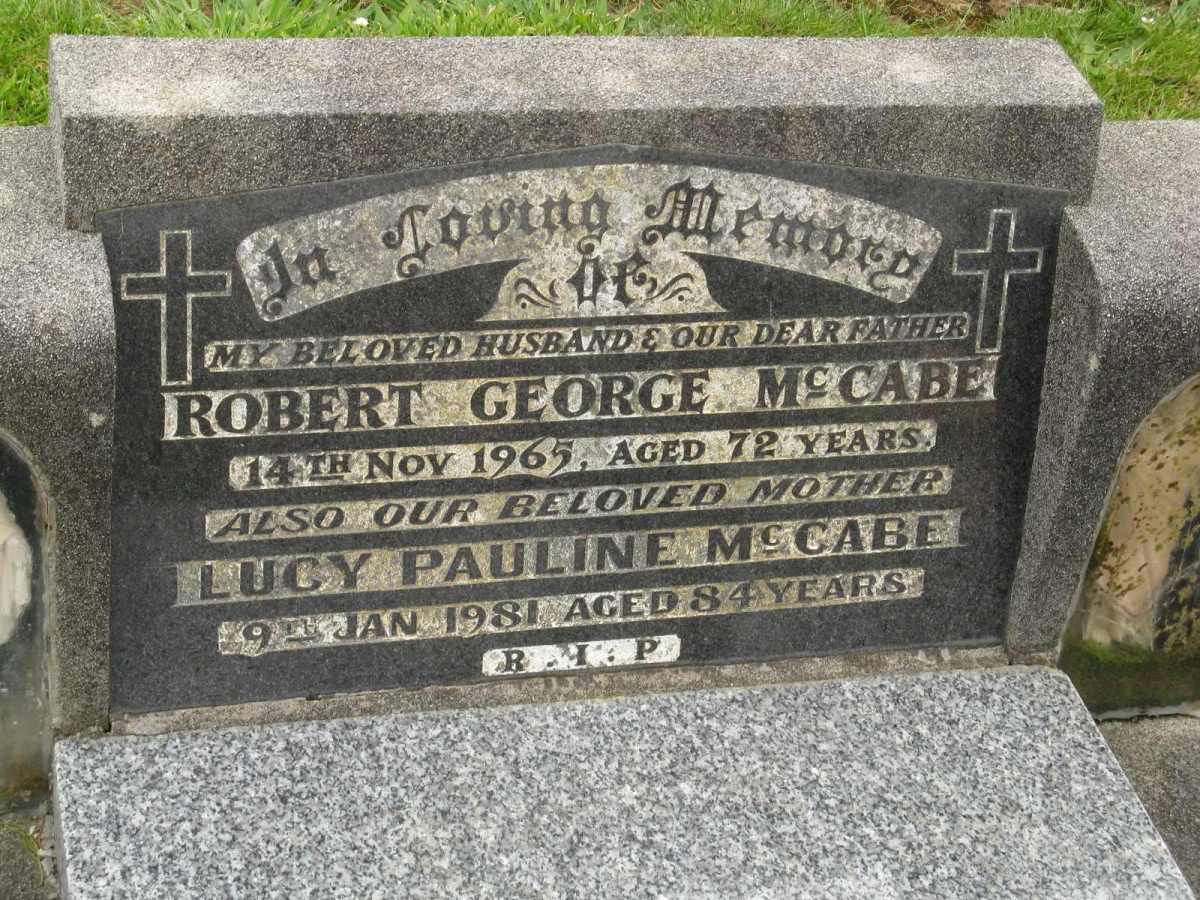 In Loving Memory
Of
MY BELOVED HUSBAND & OUR DEAR FATHER
ROBERT GEORGE McCABE
14TH NOV 1965, AGED 72 YEARS.
ALSO OUR BELOVED MOTHER
LUCY PAULINE McCABE
9TH JAN 1981 AGED 84 YEARS
R.I.P